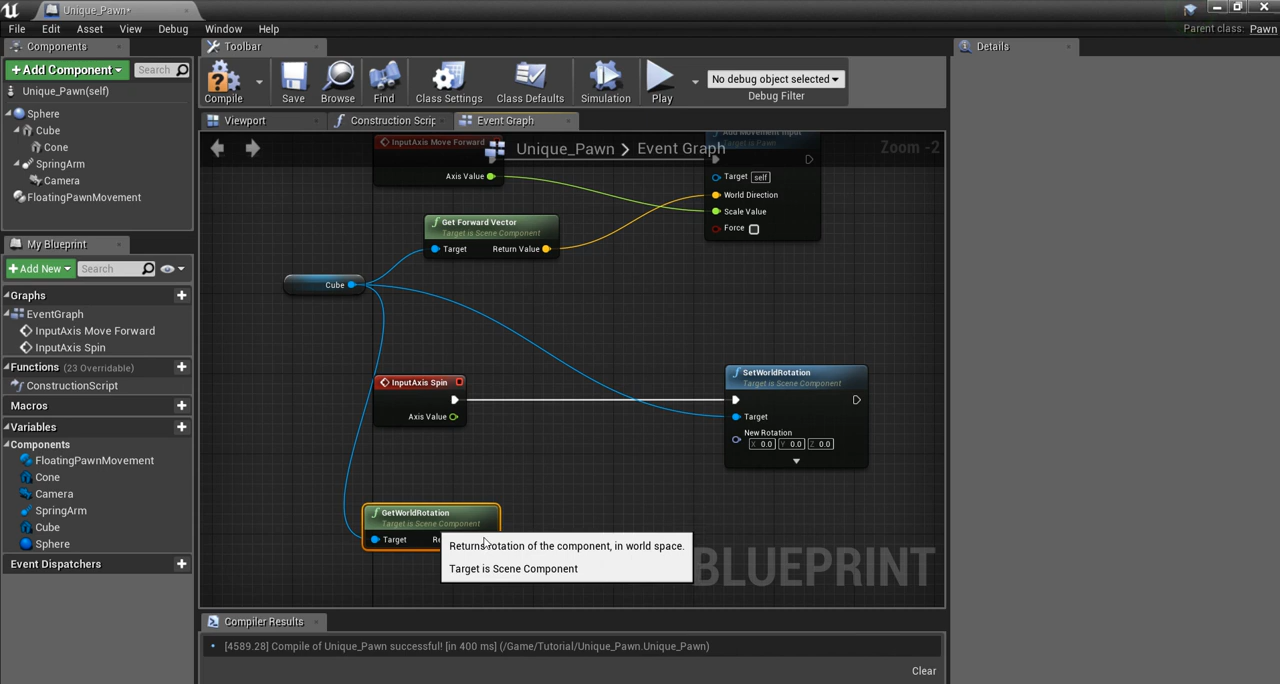 Unique_Pawn*
File Edit Asset View Debug Window Help
Parent class: Pawn
Components
Toolbar
Details
+Add Component
Search
Unique_Pawn(self)
Sphere
Cube
Cone
SpringArm
Camera
FloatingPawnMovement
Compile
Save
Browse
Find
Class Settings
Class Defaults
Simulation
Play
No debug object selected
Debug Filter
Viewport
Construction Scrip
Event Graph
My Blueprint
+Add New
Search
Graphs
EventGraph
InputAxis Move Forward
InputAxis Spin
Functions (23 Overridable)
ConstructionScript
Macros
Variables
Components
FloatingPawnMovement
Cone
Camera
SpringArm
Cube
Sphere
Event Dispatchers
Unique_Pawn > Event Graph
Zoom -2
InputAxis Move Forward
Axis Value
Add Movement Input
Target is Pawn
Target self
World Direction
Scale Value
Force
Get Forward Vector
Target is Scene Component
Target Return Value
Cube
InputAxis Spin
Axis Value
SetWorldRotation
Target is Scene Component
Target
New Rotation
X 0.0 Y 0.0 Z 0.0
GetWorldRotation
Target is Scene Component
Target Re
Returns rotation of the component, in world space.
Target is Scene Component
BLUEPRINT
Compiler Results
[4589.28] Compile of Unique_Pawn successful! [in 400 ms] (/Game/Tutorial/Unique_Pawn.Unique_Pawn)
Clear